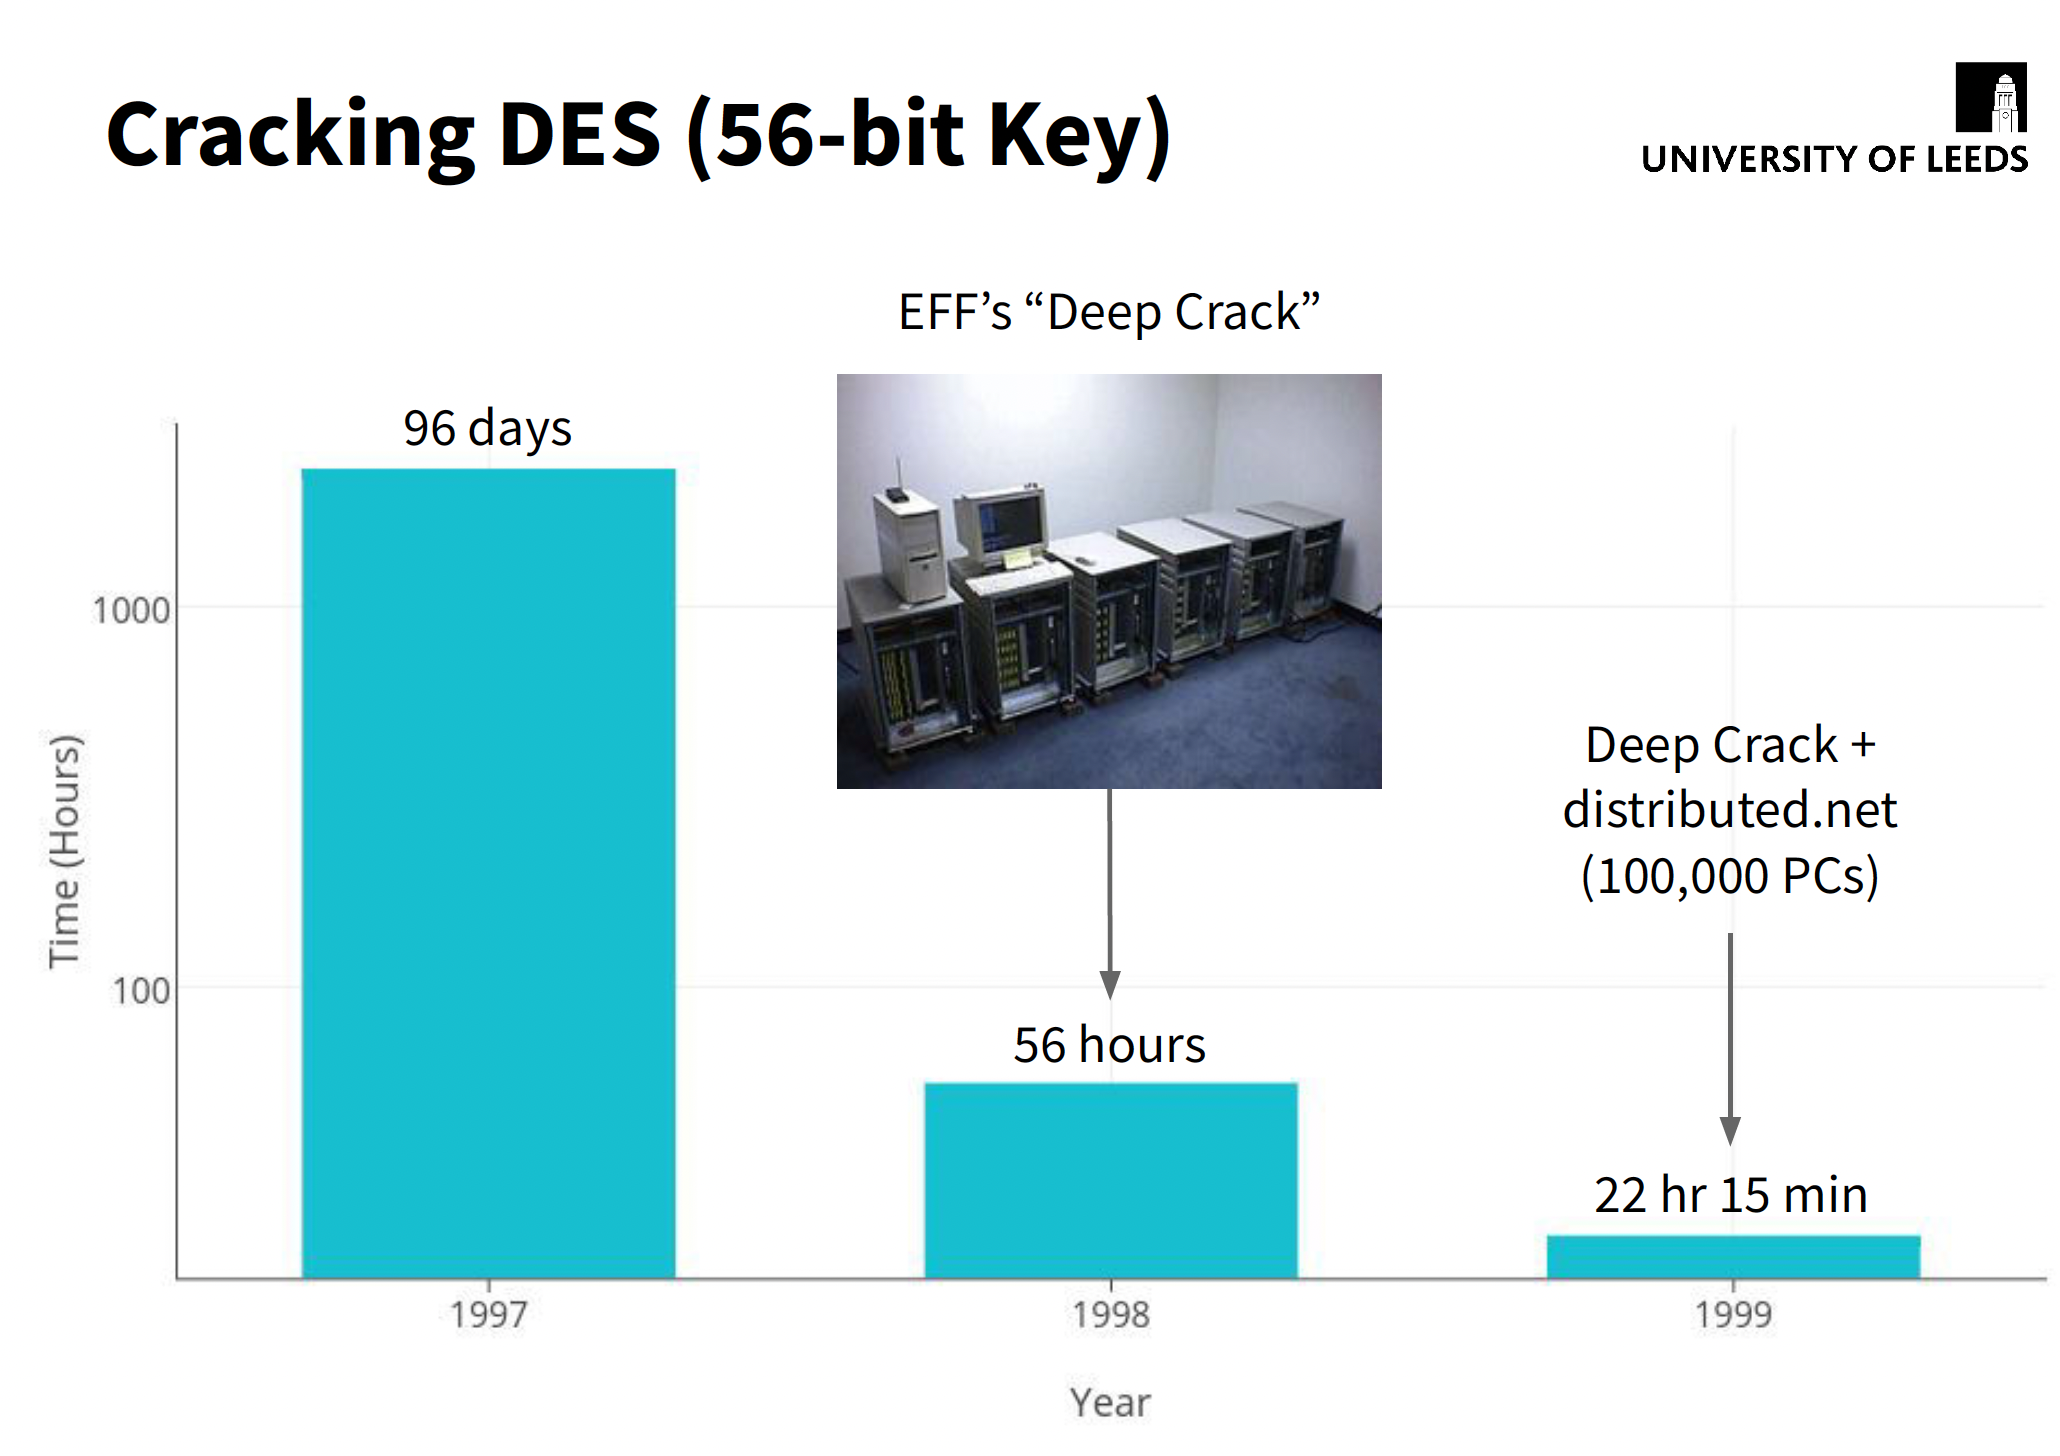 Cracking DES (56-bit Key)
UNIVERSITY OF LEEDS
EFF’s “Deep Crack”
96 days
1000
Deep Crack +
distributed.net
(100,000 PCs)
Time (Hours)
100
56 hours
22 hr 15 min
1997
1998
1999
Year